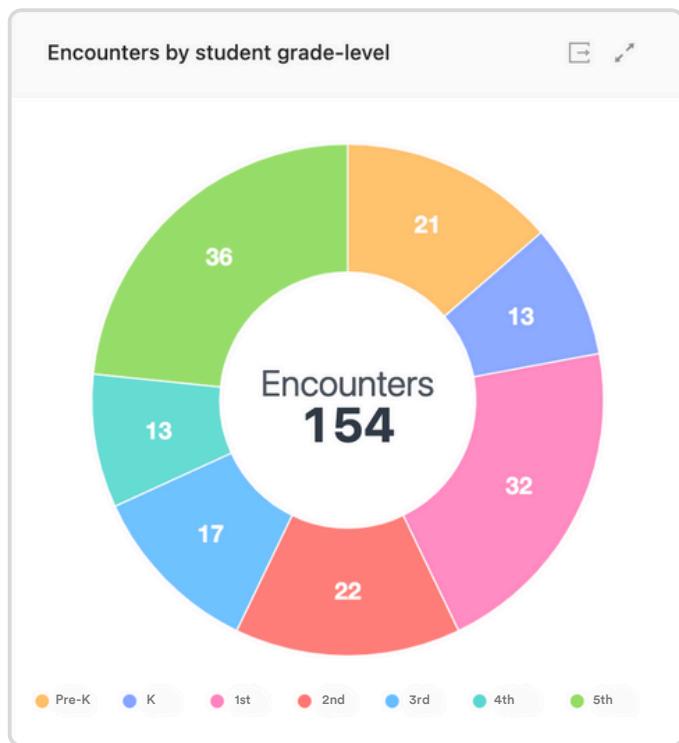 Encounters by student grade-level
21
36
13
Encounters
154
13
32
17
22
Pre-K K 1st 2nd 3rd 4th 5th